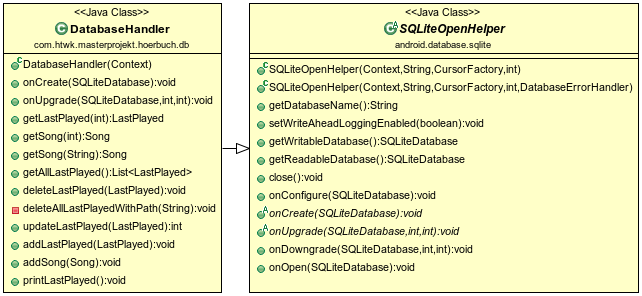 <<Java Class>>
DatabaseHandler
com.htwk.masterprojekt.hoerbuch.db
DatabaseHandler(Context)
onCreate(SQLiteDatabase):void
onUpgrade(SQLiteDatabase,int,int):void
getLastPlayed(int):LastPlayed
getSong(int):Song
getSong(String):Song
getAllLastPlayed():List<LastPlayed>
deleteLastPlayed(LastPlayed):void
deleteAllLastPlayedWithPath(String):void
updateLastPlayed(LastPlayed):int
addLastPlayed(LastPlayed):void
addSong(Song):void
printLastPlayed():void
<<Java Class>>
SQLiteOpenHelper
android.database.sqlite
SQLiteOpenHelper(Context,String,CursorFactory,int)
SQLiteOpenHelper(Context,String,CursorFactory,int,DatabaseErrorHandler)
getDatabaseName():String
setWriteAheadLoggingEnabled(boolean):void
getWritableDatabase():SQLiteDatabase
getReadableDatabase():SQLiteDatabase
close():void
onConfigure(SQLiteDatabase):void
onCreate(SQLiteDatabase):void
onUpgrade(SQLiteDatabase,int,int):void
onDowngrade(SQLiteDatabase,int,int):void
onOpen(SQLiteDatabase):void